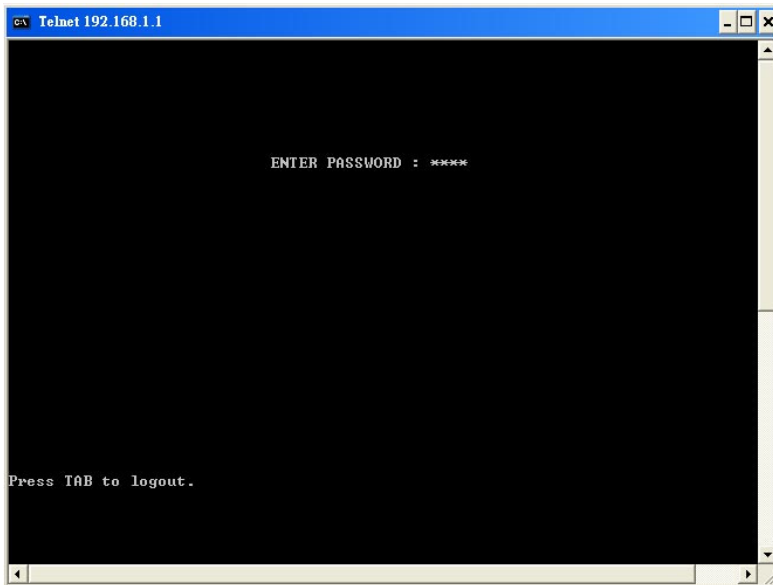 Telnet 192.168.1.1
ENTER PASSWORD : ****
Press TAB to logout.